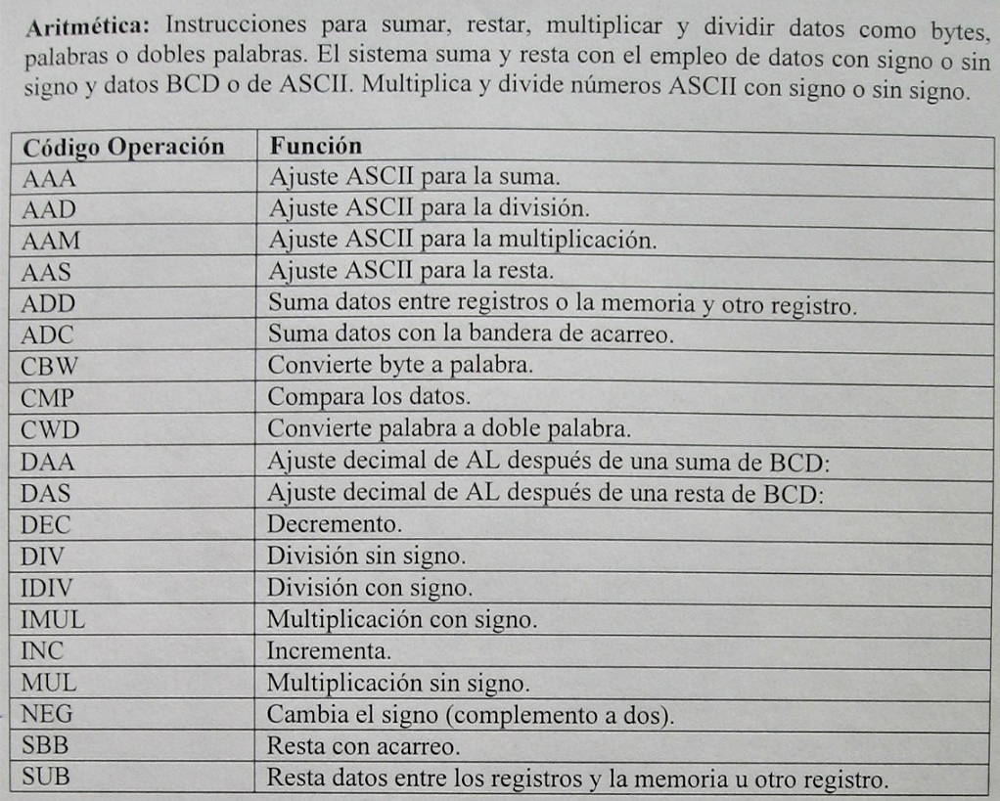 Aritmética: Instrucciones para sumar, restar, multiplicar y dividir datos como bytes,
palabras o dobles palabras. El sistema suma y resta con el empleo de datos con signo o sin
signo y datos BCD o de ASCII. Multiplica y divide números ASCII con signo o sin signo.
Código Operación Función
AAA Ajuste ASCII para la suma.
AAD Ajuste ASCII para la división.
AAM Ajuste ASCII para la multiplicación.
AAS Ajuste ASCII para la resta.
ADD Suma datos entre registros o la memoria y otro registro.
ADC Suma datos con la bandera de acarreo.
CBW Convierte byte a palabra.
CMP Compara los datos.
CWD Convierte palabra a doble palabra.
DAA Ajuste decimal de AL después de una suma de BCD:
DAS Ajuste decimal de AL después de una resta de BCD:
DEC Decremento.
DIV División sin signo.
IDIV División con signo.
IMUL Multiplicación con signo.
INC Incrementa.
MUL Multiplicación sin signo.
NEG Cambia el signo (complemento a dos).
SBB Resta con acarreo.
SUB Resta datos entre los registros y la memoria u otro registro.